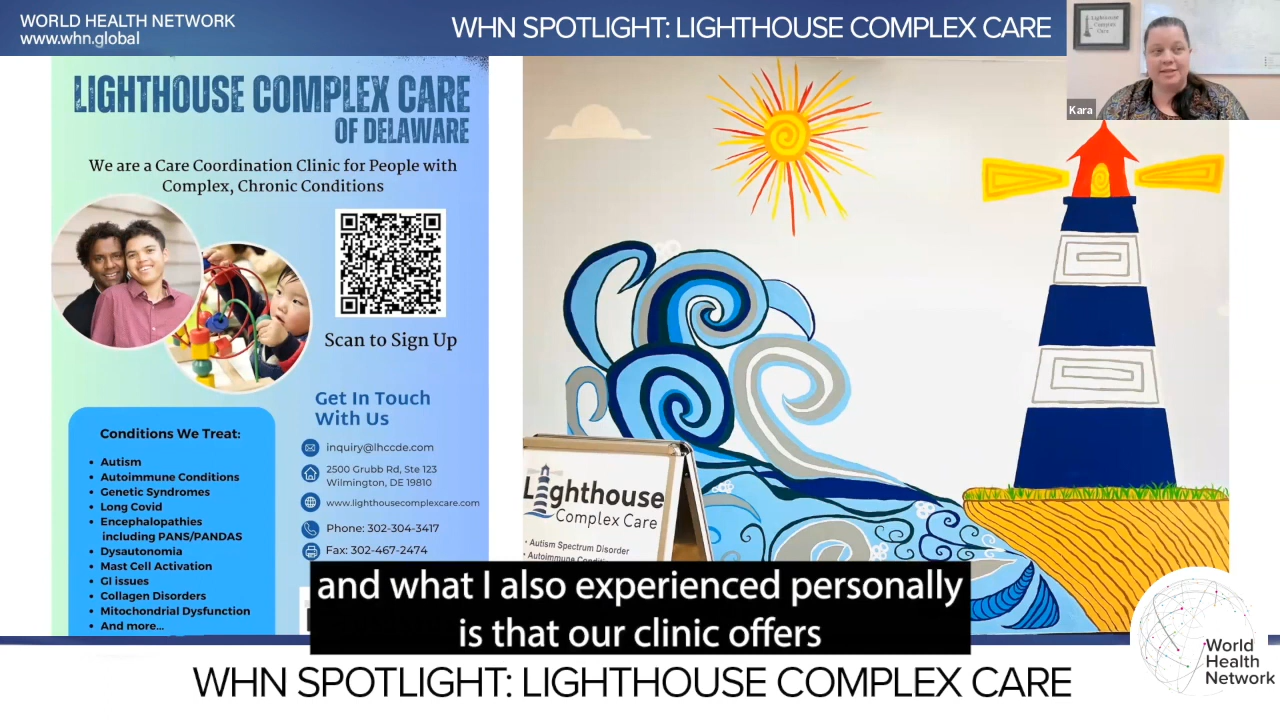 WORLD HEALTH NETWORK
www.whn.global
WHN SPOTLIGHT: LIGHTHOUSE COMPLEX CARE
Lighthouse
Complex
Care
Kara
LIGHTHOUSE COMPLEX CARE
OF DELAWARE
We are a Care Coordination Clinic for People with
Complex, Chronic Conditions
Scan to Sign Up
Get In Touch
With Us
inquiry@lhccde.com
2500 Grubb Rd, Ste 123
Wilmington, DE 19810
www.lighthousecomplexcare.com
Phone: 302-304-3417
Fax: 302-467-2474
Conditions We Treat:
• Autism
• Autoimmune Conditions
• Genetic Syndromes
• Long Covid
• Encephalopathies
including PANS/PANDAS
• Dysautonomia
• Mast Cell Activation
• GI issues
• Collagen Disorders
• Mitochondrial Dysfunction
• And more...
Lighthouse
Complex Care
• Autism Spectrum Disorder
• Autoimmune
and what I also experienced personally
is that our clinic offers
WHN SPOTLIGHT: LIGHTHOUSE COMPLEX CARE
World
Health
Network